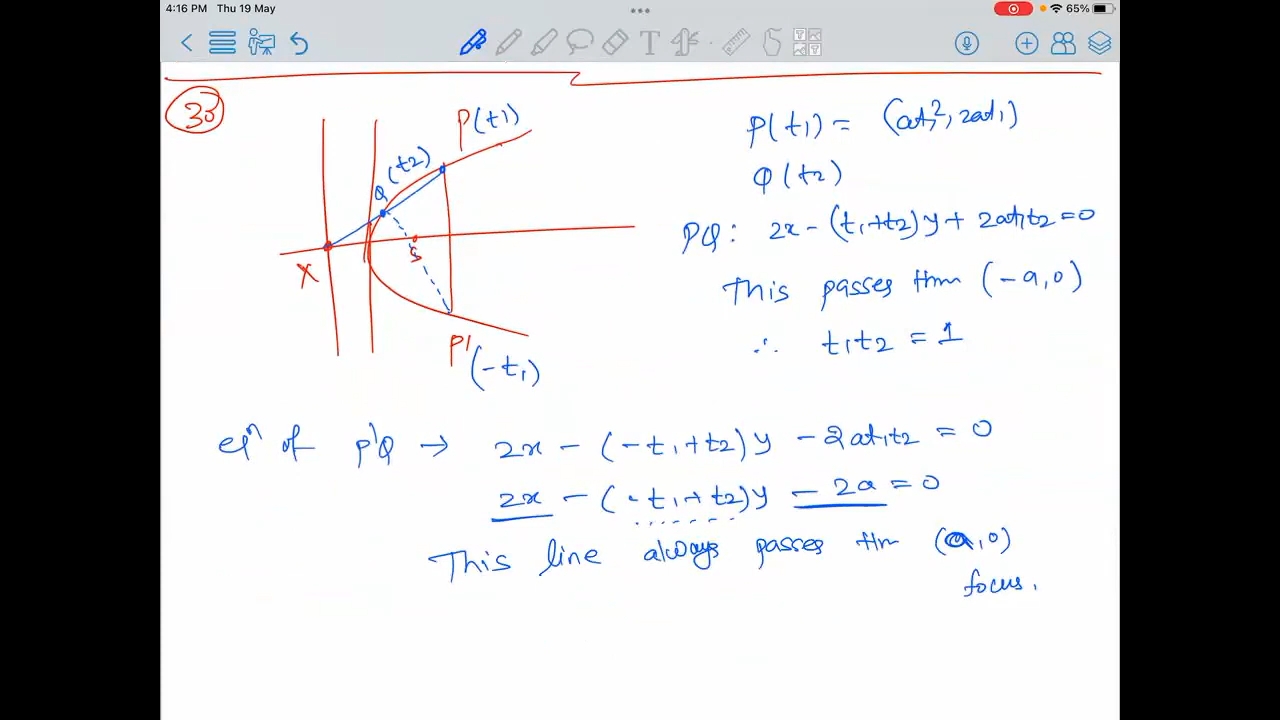 4:16 PM Thu 19 May
65%
30
P(t1)
Q(t2)
S
X
P'(-t₁)
P(t₁) = (at₁², 2at₁)
Q(t2)
PQ: 2x - (t₁+t2)y + 2at₁t2 = 0
This passes thru (-a,0)
∴ t₁t2 = 1
eqⁿ of P'Q → 2x - (-t₁+t2)y - 2at₁t2 = 0
2x - (-t₁+t2)y - 2a = 0
This line always passes thru (a,0)
focus.